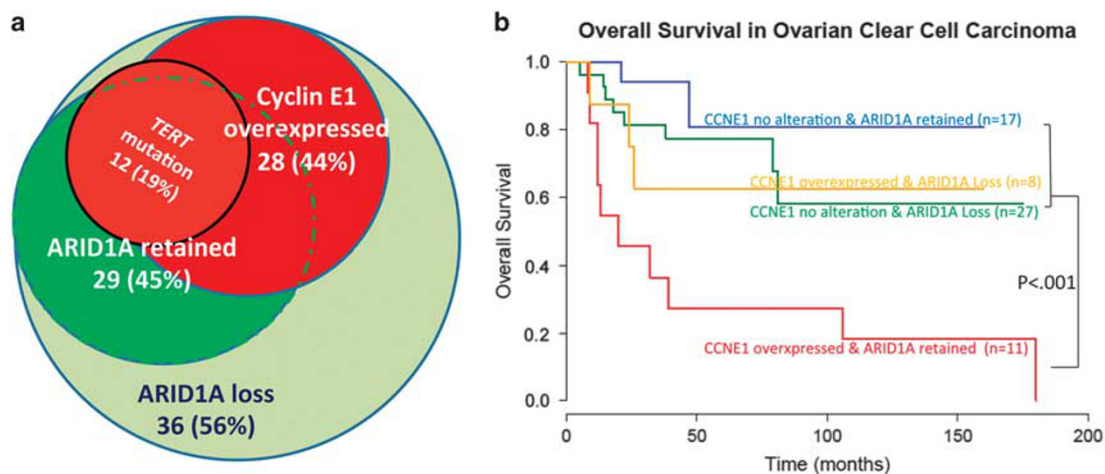 a
Cyclin E1
overexpressed
28 (44%)
TERT
mutation
12 (19%)
ARID1A retained
29 (45%)
ARID1A loss
36 (56%)
b
Overall Survival in Ovarian Clear Cell Carcinoma
Overall Survival
1.0
0.8
0.6
0.4
0.2
0.0
CCNE1 no alteration & ARID1A retained (n=17)
CCNE1 overexpressed & ARID1A Loss (n=8)
CCNE1 no alteration & ARID1A Loss (n=27)
P<.001
CCNE1 overxpressed & ARID1A retained (n=11)
0 50 100 150 200
Time (months)